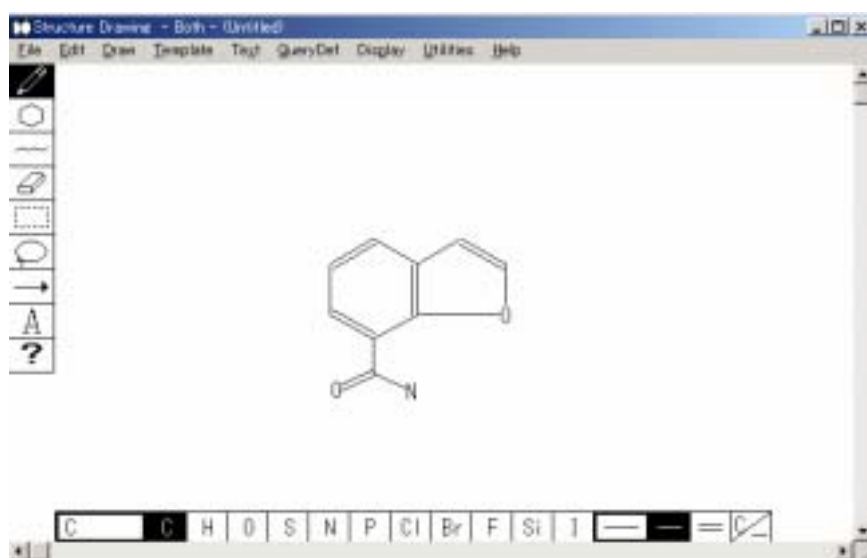 Structure Drawing - Both - (Untitled)
File Edit Draw Template Text QueryDef Display Utilities Help
A
?
O
O N
C C H O S N P Cl Br F Si I C